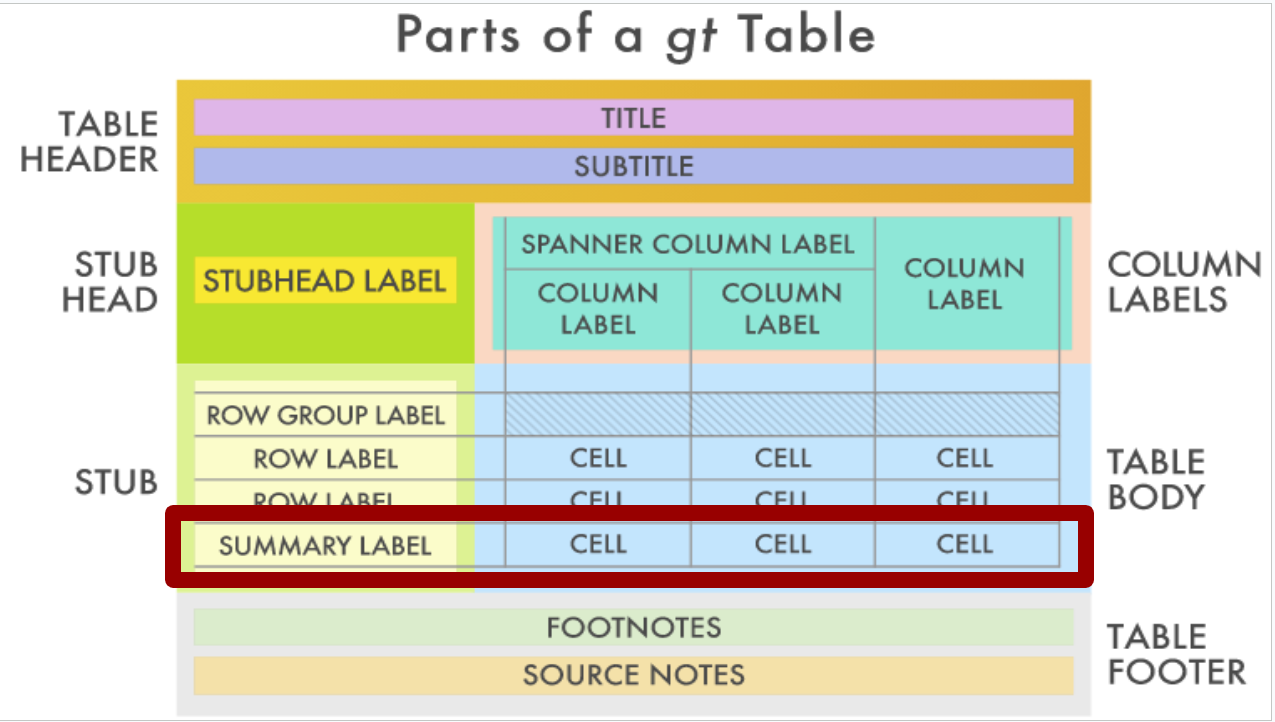 Parts of a gt Table
TABLE
HEADER
TITLE
SUBTITLE
STUB
HEAD
STUBHEAD LABEL
SPANNER COLUMN LABEL
COLUMN
LABEL
COLUMN
LABEL
COLUMN
LABEL
COLUMN
LABELS
STUB
ROW GROUP LABEL
ROW LABEL CELL CELL CELL
ROW LABEL CELL CELL CELL
SUMMARY LABEL CELL CELL CELL
TABLE
BODY
FOOTNOTES
SOURCE NOTES
TABLE
FOOTER